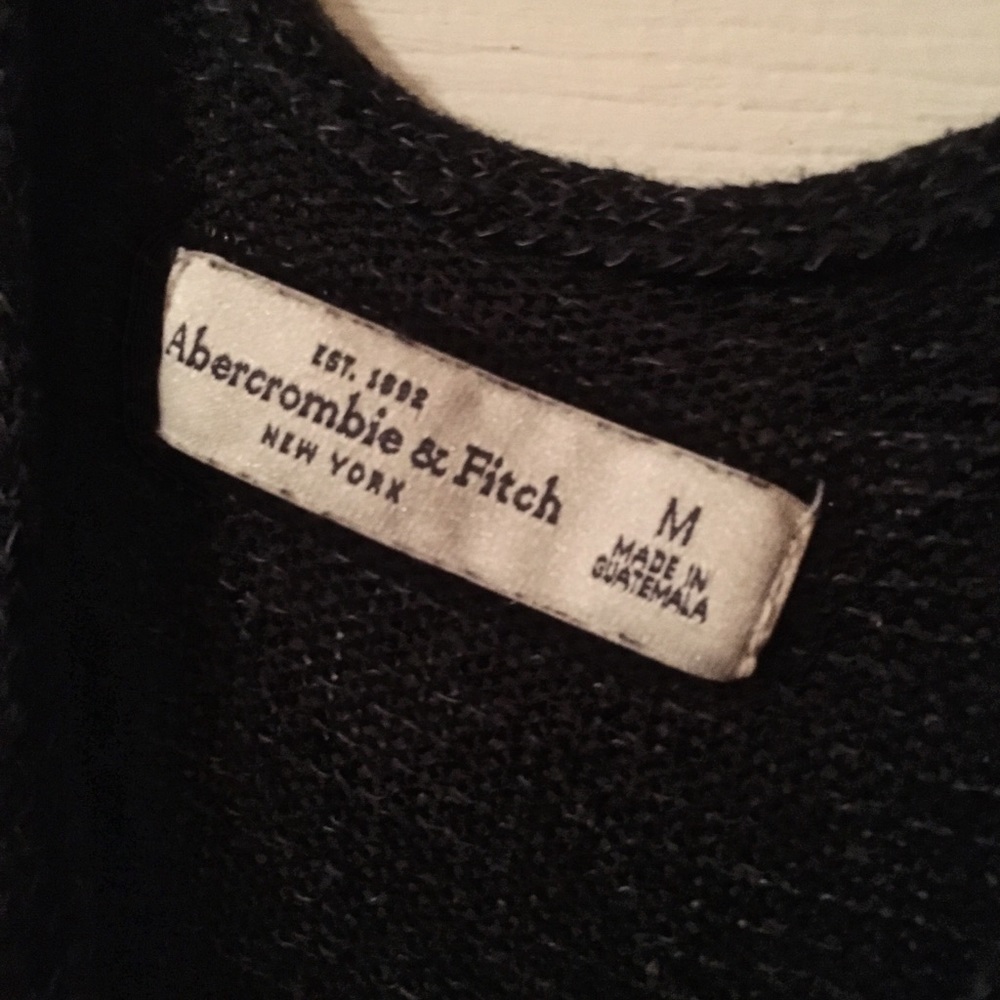 EST. 1892
Abercrombie & Fitch
NEW YORK
M
MADE IN
GUATEMALA